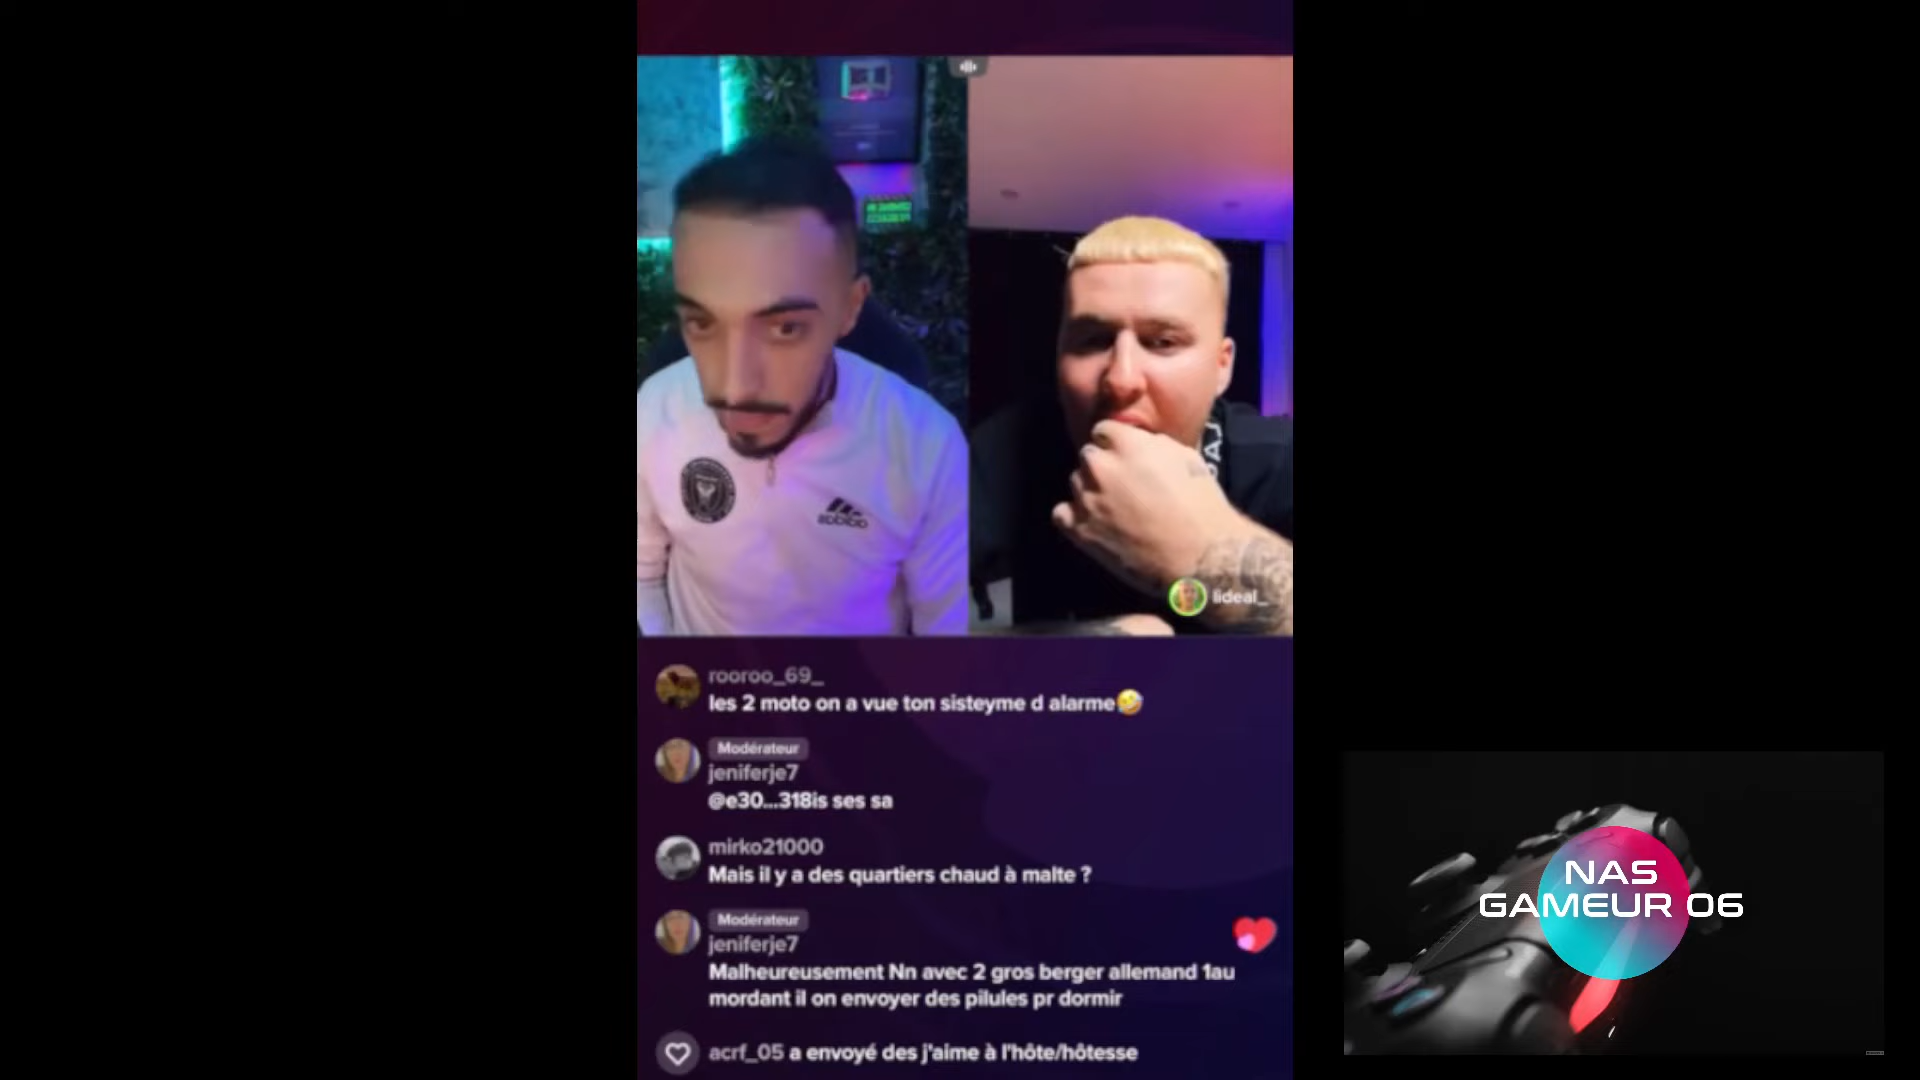 lideal_
rooroo_69_
les 2 moto on a vue ton sisteyme d alarme🤣
Modérateur
jeniferje7
@e30...318is ses sa
mirko21000
Mais il y a des quartiers chaud à malte ?
Modérateur
jeniferje7
Malheureusement Nn avec 2 gros berger allemand 1au
mordant il on envoyer des pilules pr dormir
acrf_05 a envoyé des j'aime à l'hôte/hôtesse
NAS
GAMEUR 06